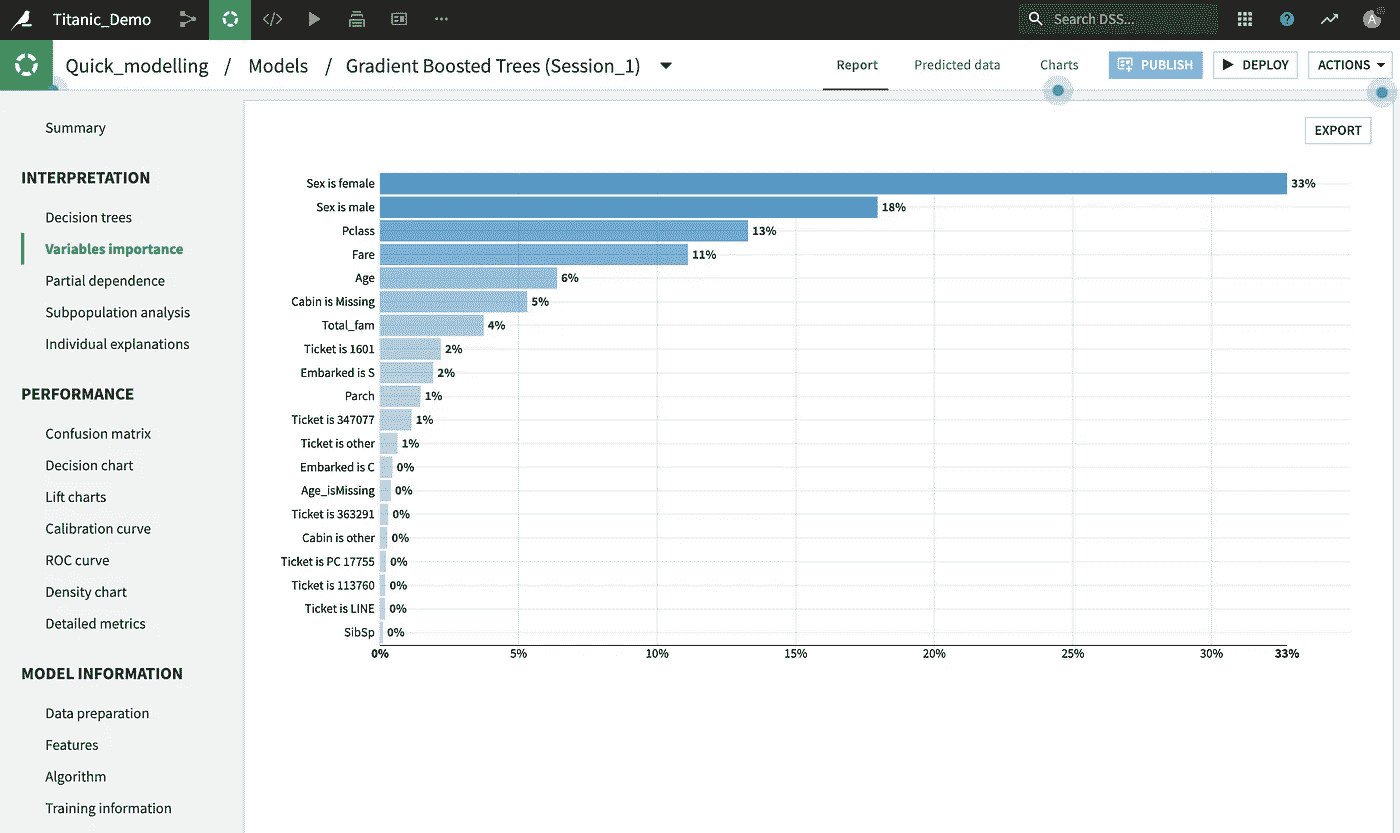 Titanic_Demo
Search DSS...
A
Quick_modelling / Models / Gradient Boosted Trees (Session_1)
Report
Predicted data
Charts
PUBLISH
DEPLOY
ACTIONS
Summary
INTERPRETATION
Decision trees
Variables importance
Partial dependence
Subpopulation analysis
Individual explanations
PERFORMANCE
Confusion matrix
Decision chart
Lift charts
Calibration curve
ROC curve
Density chart
Detailed metrics
MODEL INFORMATION
Data preparation
Features
Algorithm
Training information
EXPORT
Sex is female 33%
Sex is male 18%
Pclass 13%
Fare 11%
Age 6%
Cabin is Missing 5%
Total_fam 4%
Ticket is 1601 2%
Embarked is S 2%
Parch 1%
Ticket is 347077 1%
Ticket is other 1%
Embarked is C 0%
Age_isMissing 0%
Ticket is 363291 0%
Cabin is other 0%
Ticket is PC 17755 0%
Ticket is 113760 0%
Ticket is LINE 0%
SibSp 0%
0% 5% 10% 15% 20% 25% 30% 33%